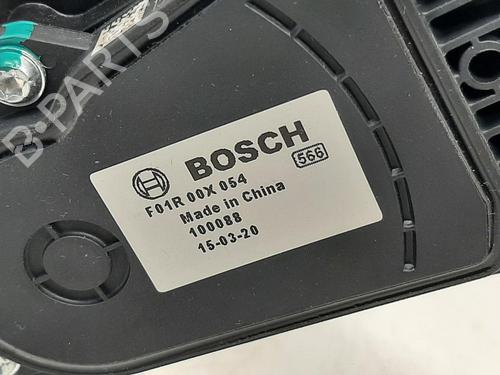 BOSCH
566
F01R 00X 054
Made in China
100088
15-03-20
B-PARTS